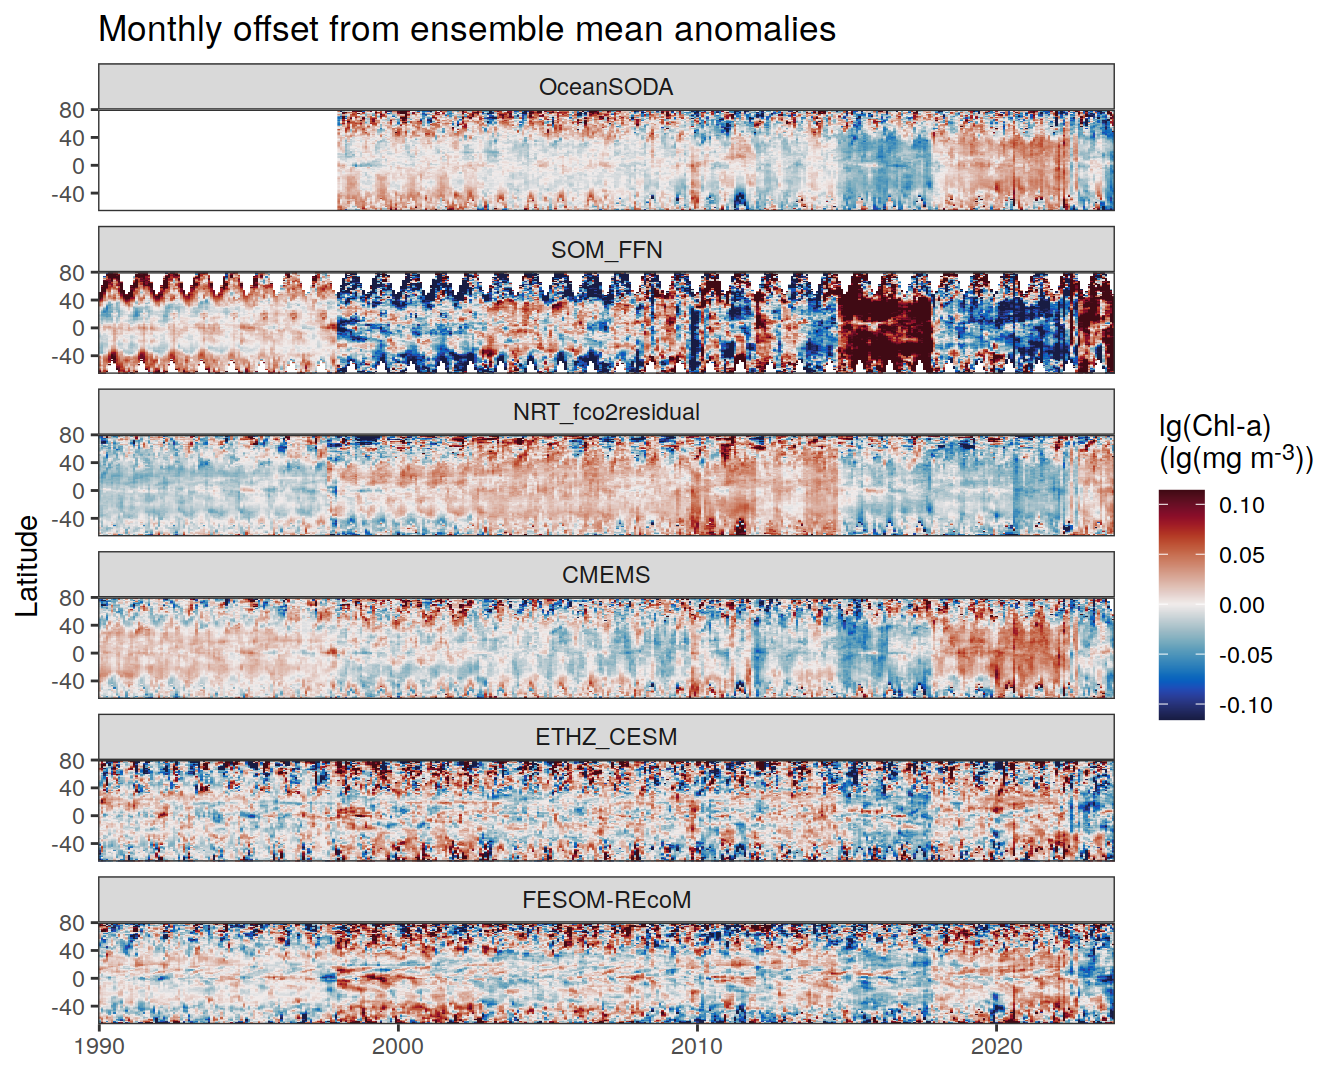 Monthly offset from ensemble mean anomalies
OceanSODA
80
40
0
-40
SOM_FFN
80
40
0
-40
NRT_fco2residual
80
40
0
-40
CMEMS
80
40
0
-40
ETHZ_CESM
80
40
0
-40
FESOM-REcoM
80
40
0
-40
1990 2000 2010 2020
Latitude
lg(Chl-a)
(lg(mg m-3))
0.10
0.05
0.00
-0.05
-0.10